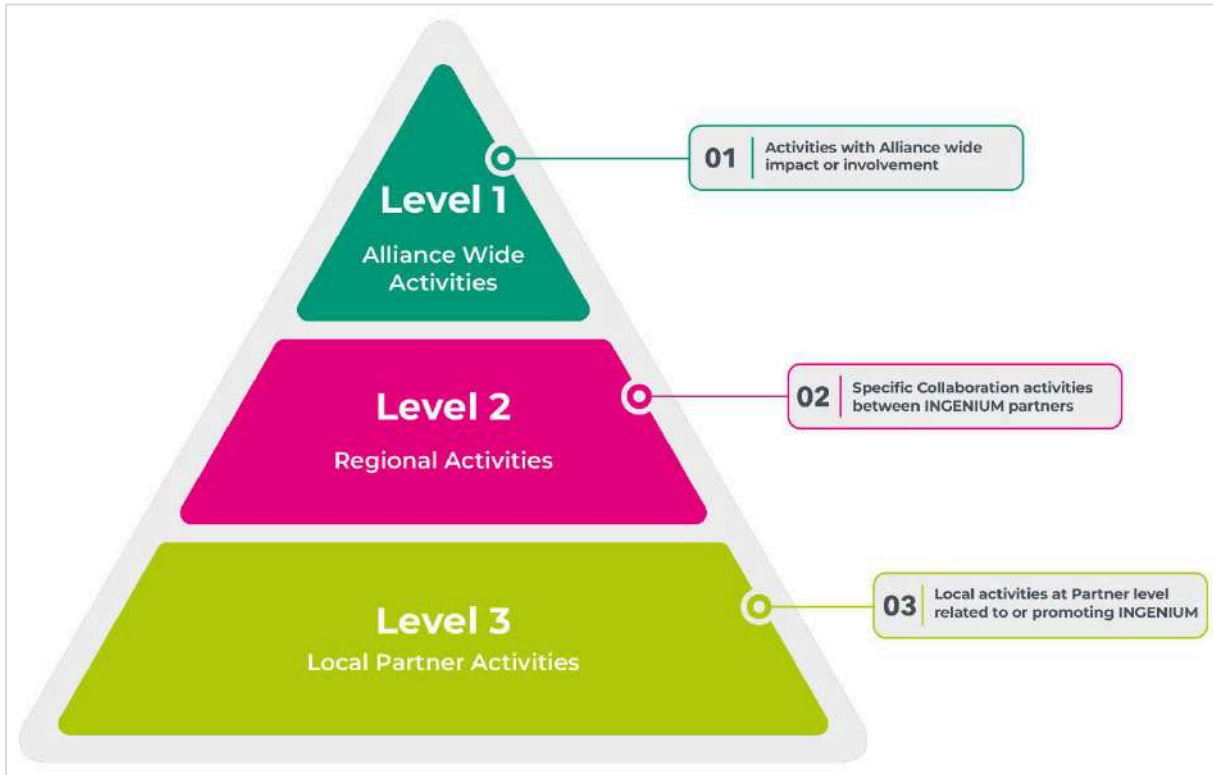 Level 1
Alliance Wide
Activities
01
Activities with Alliance wide
impact or involvement
Level 2
Regional Activities
02
Specific Collaboration activities
between INGENIUM partners
Level 3
Local Partner Activities
03
Local activities at Partner level
related to or promoting INGENIUM